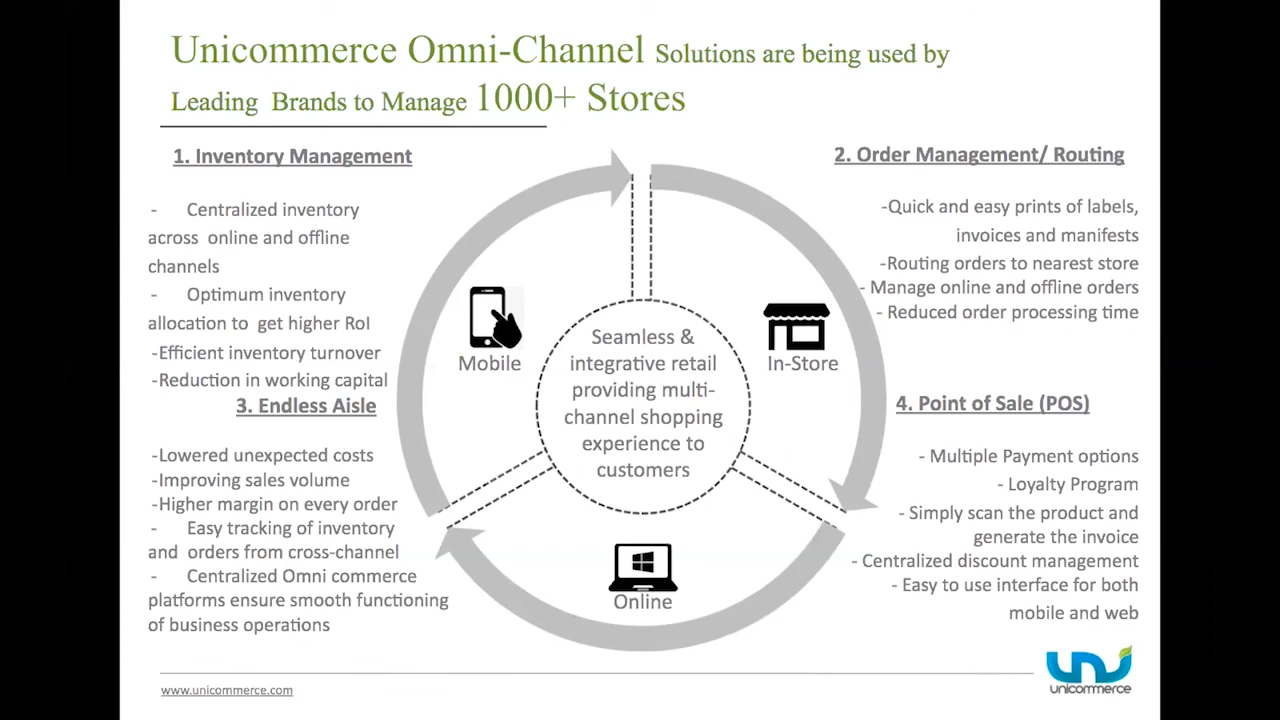 Unicommerce Omni-Channel Solutions are being used by
Leading Brands to Manage 1000+ Stores
1. Inventory Management
- Centralized inventory
across online and offline
channels
- Optimum inventory
allocation to get higher RoI
-Efficient inventory turnover
-Reduction in working capital
2. Order Management/ Routing
-Quick and easy prints of labels,
invoices and manifests
-Routing orders to nearest store
- Manage online and offline orders
- Reduced order processing time
Mobile
Seamless &
integrative retail
providing multi-
channel shopping
experience to
customers
In-Store
Online
3. Endless Aisle
-Lowered unexpected costs
-Improving sales volume
-Higher margin on every order
- Easy tracking of inventory
and orders from cross-channel
- Centralized Omni commerce
platforms ensure smooth functioning
of business operations
4. Point of Sale (POS)
- Multiple Payment options
- Loyalty Program
- Simply scan the product and
generate the invoice
- Centralized discount management
- Easy to use interface for both
mobile and web
www.unicommerce.com
uni
unicommerce